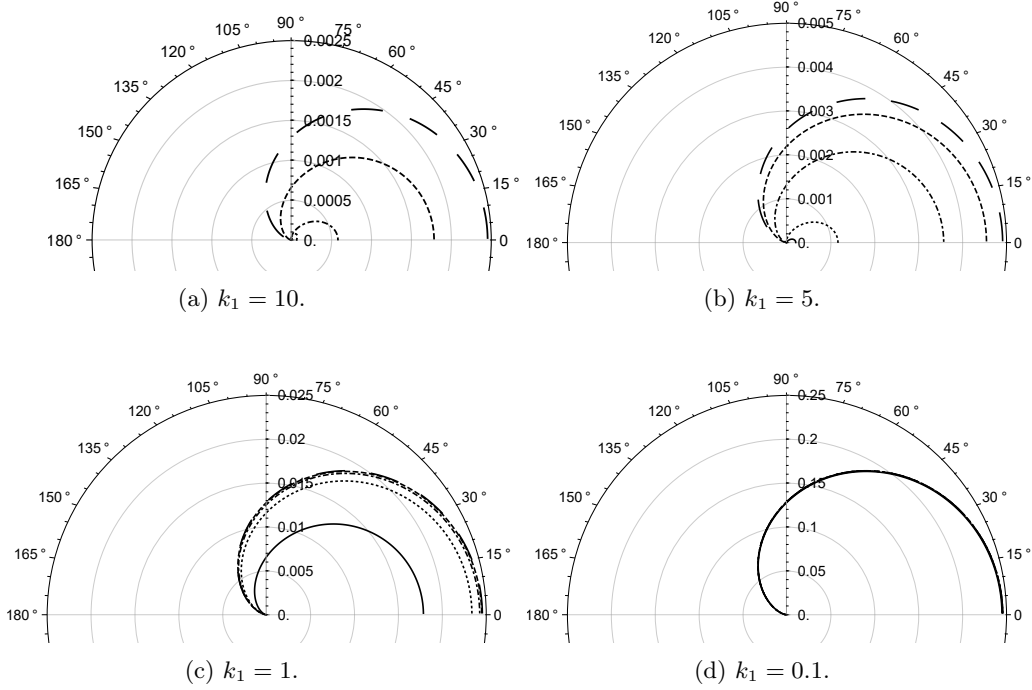 90 °
105 ° 75 °
120 ° 0.0025 60 °
135 ° 0.002 45 °
150 ° 0.0015 30 °
165 ° 0.001 15 °
0.0005
180 ° 0. 0
(a) k1 = 10.
90 °
105 ° 0.005 75 °
120 ° 60 °
135 ° 0.004 45 °
150 ° 0.003 30 °
165 ° 0.002 15 °
0.001
180 ° 0. 0
(b) k1 = 5.
90 °
105 ° 75 °
120 ° 0.025 60 °
135 ° 0.02 45 °
150 ° 0.015 30 °
165 ° 0.01 15 °
0.005
180 ° 0. 0
(c) k1 = 1.
90 °
105 ° 75 °
120 ° 0.25 60 °
135 ° 0.2 45 °
150 ° 0.15 30 °
165 ° 0.1 15 °
0.05
180 ° 0. 0
(d) k1 = 0.1.